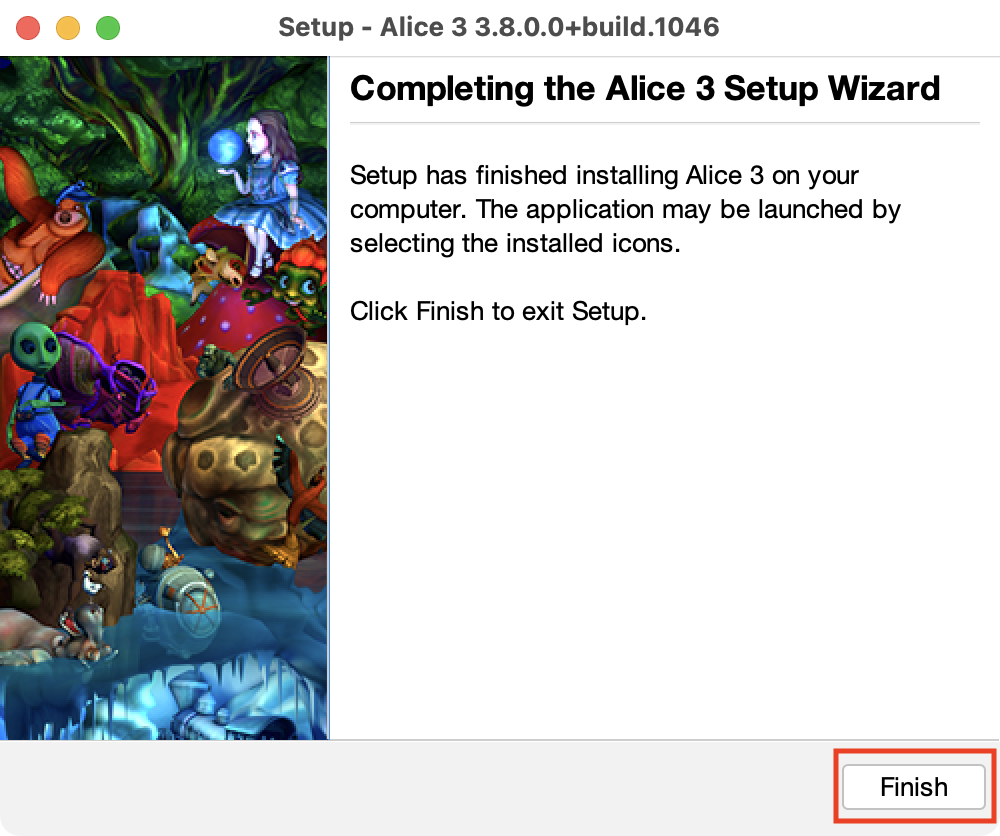 Setup - Alice 3 3.8.0.0+build.1046
Completing the Alice 3 Setup Wizard
Setup has finished installing Alice 3 on your
computer. The application may be launched by
selecting the installed icons.
Click Finish to exit Setup.
Finish